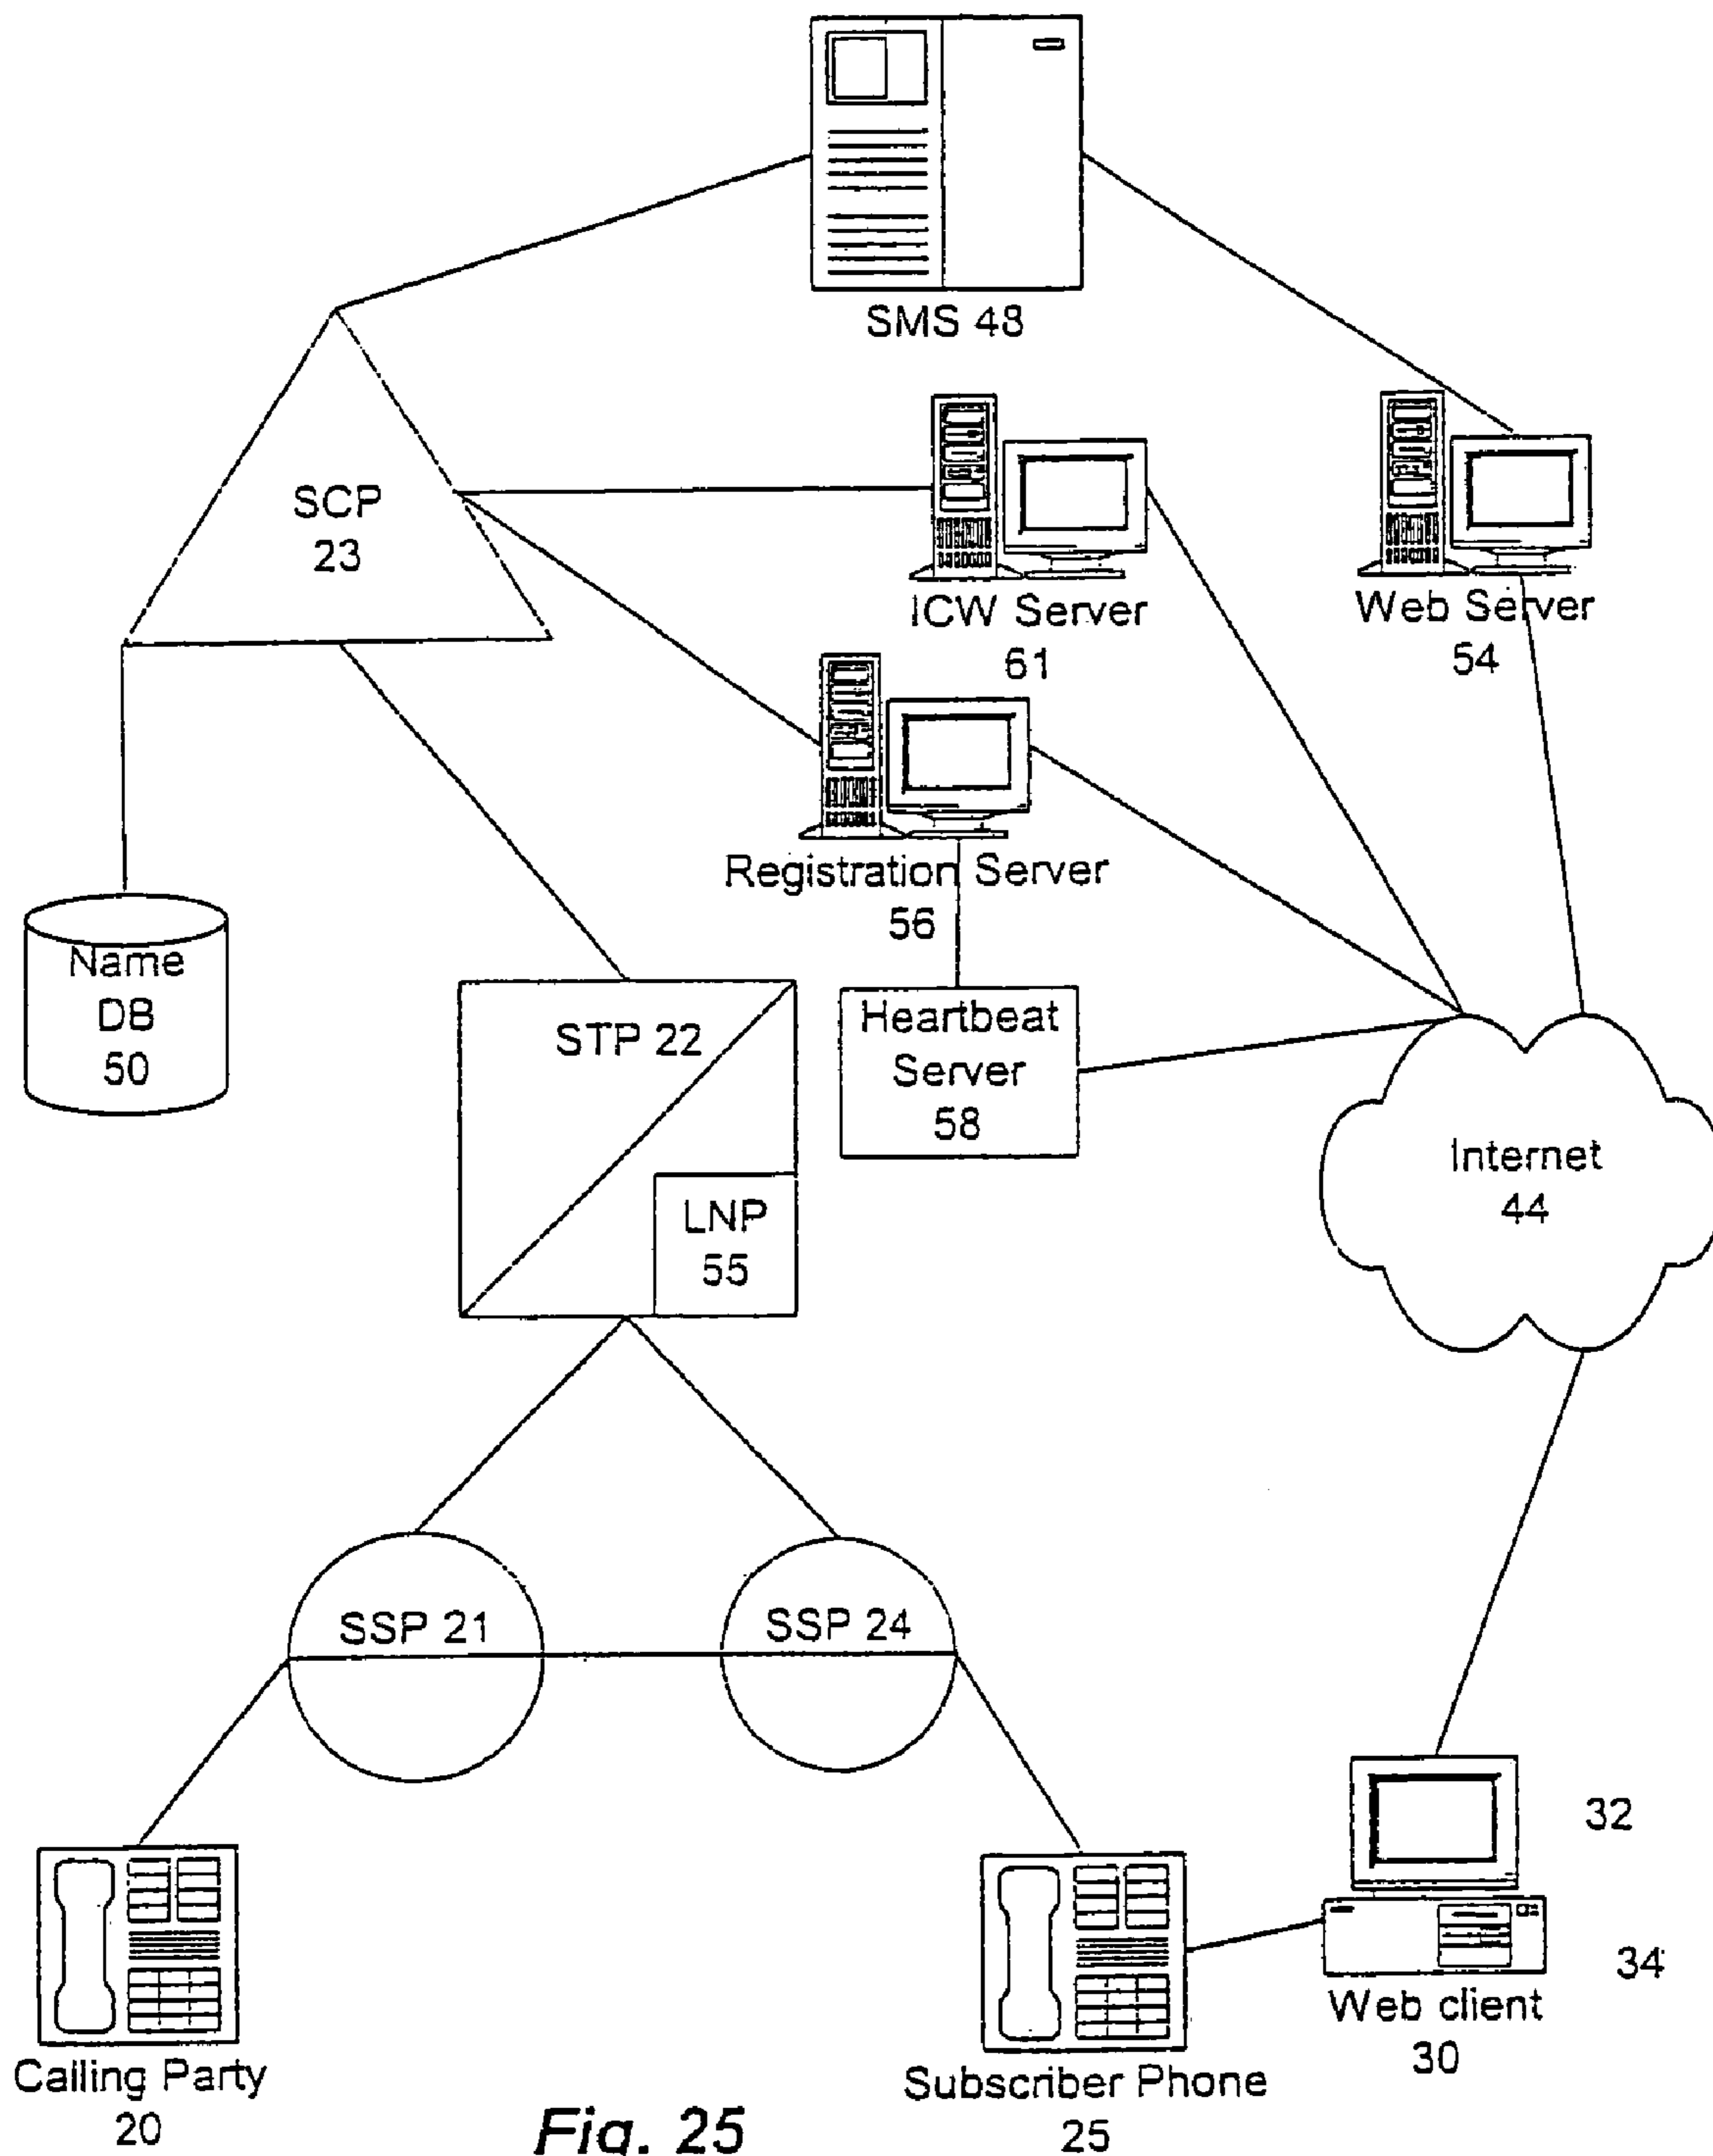 SMS 48
SCP
23
ICW Server
61
Web Server
54
Registration Server
56
Name
DB
50
STP 22
Heartbeat
Server
58
LNP
55
Internet
44
SSP 21
SSP 24
32
34
Web client
30
Calling Party
20
Subscriber Phone
25
Fig. 25